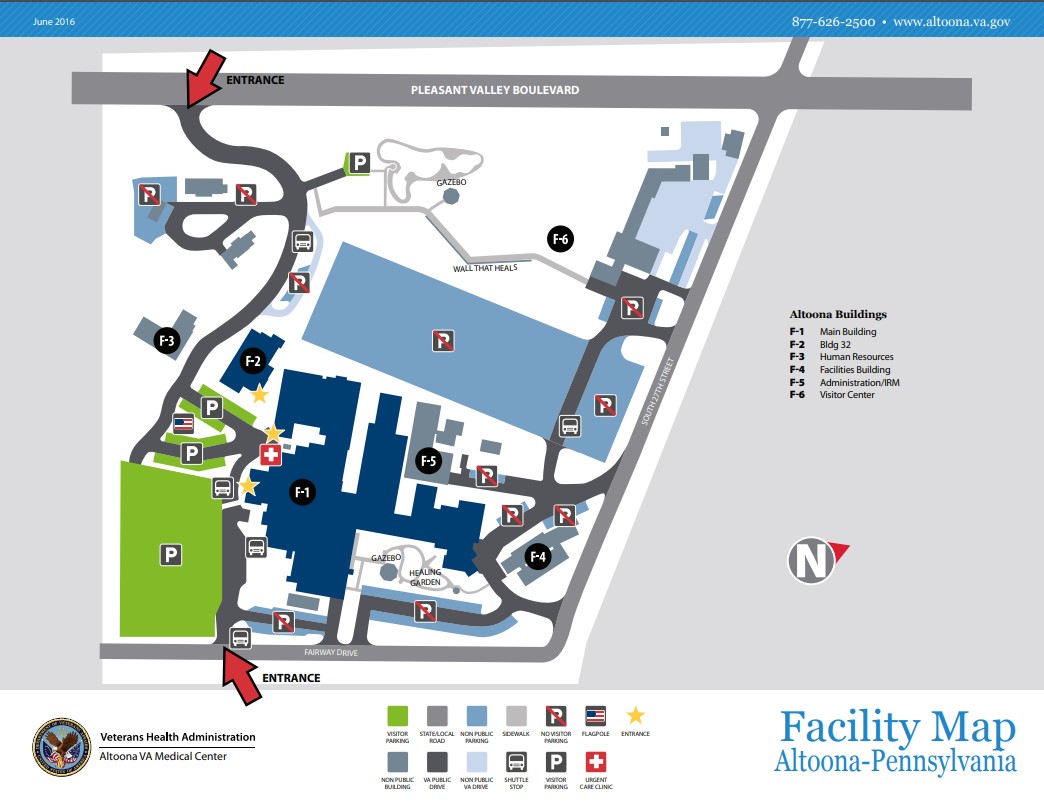 June 2016
877-626-2500 • www.altoona.va.gov
ENTRANCE
PLEASANT VALLEY BOULEVARD
P
GAZEBO
P
P
F-6
WALL THAT HEALS
P
P
F-3
P
F-2
P
SOUTH 27TH STREET
P
P
P
F-5
P
F-1
P
P
P
F-4
GAZEBO
HEALING
GARDEN
P
P
FAIRWAY DRIVE
ENTRANCE
Altoona Buildings
F-1 Main Building
F-2 Bldg 32
F-3 Human Resources
F-4 Facilities Building
F-5 Administration/IRM
F-6 Visitor Center
N
Veterans Health Administration
Altoona VA Medical Center
P
VISITOR
PARKING
STATE/LOCAL
ROAD
NON PUBLIC
PARKING
SIDEWALK
NO VISITOR
PARKING
FLAGPOLE
ENTRANCE
P
NON PUBLIC
BUILDING
VA PUBLIC
DRIVE
NON PUBLIC
VA DRIVE
SHUTTLE
STOP
VISITOR
PARKING
URGENT
CARE CLINIC
Facility Map
Altoona-Pennsylvania